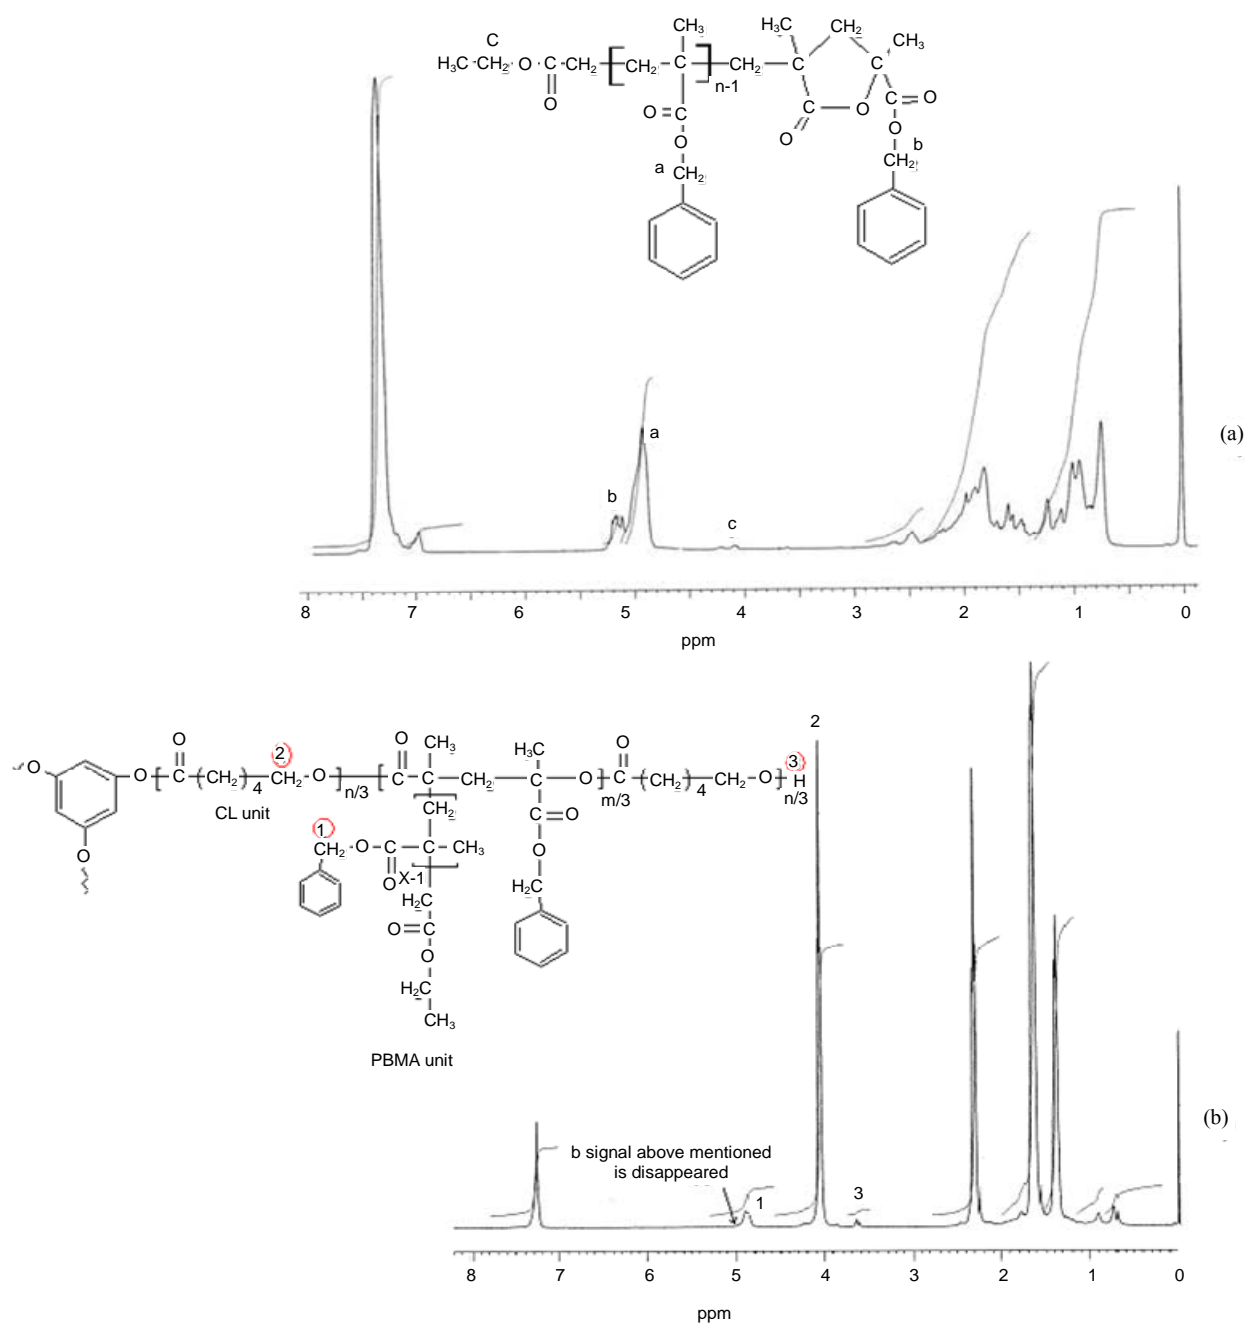 C
H₃C CH₂ O C CH₂ CH₂ C CH₃ n-1 CH₂ C H₃C CH₂ C CH₃
O
O C
O
a CH₂
O C O C O
O
b
CH₂
b
a
c
(a)
8 7 6 5 4 3 2 1 0
ppm
O O C (CH₂)4 CH₂ O n/3 C O C CH₃ CH₂ C H₃C O m/3 C O (CH₂)4 CH₂ O H n/3
2
3
CL unit
CH₂
C O
O
1
CH₂ O C C CH₃
O X-1
H₂C
O C
O
H₂C
CH₃
H₂C
O
PBMA unit
2
b signal above mentioned
is disappeared
1
3
(b)
8 7 6 5 4 3 2 1 0
ppm